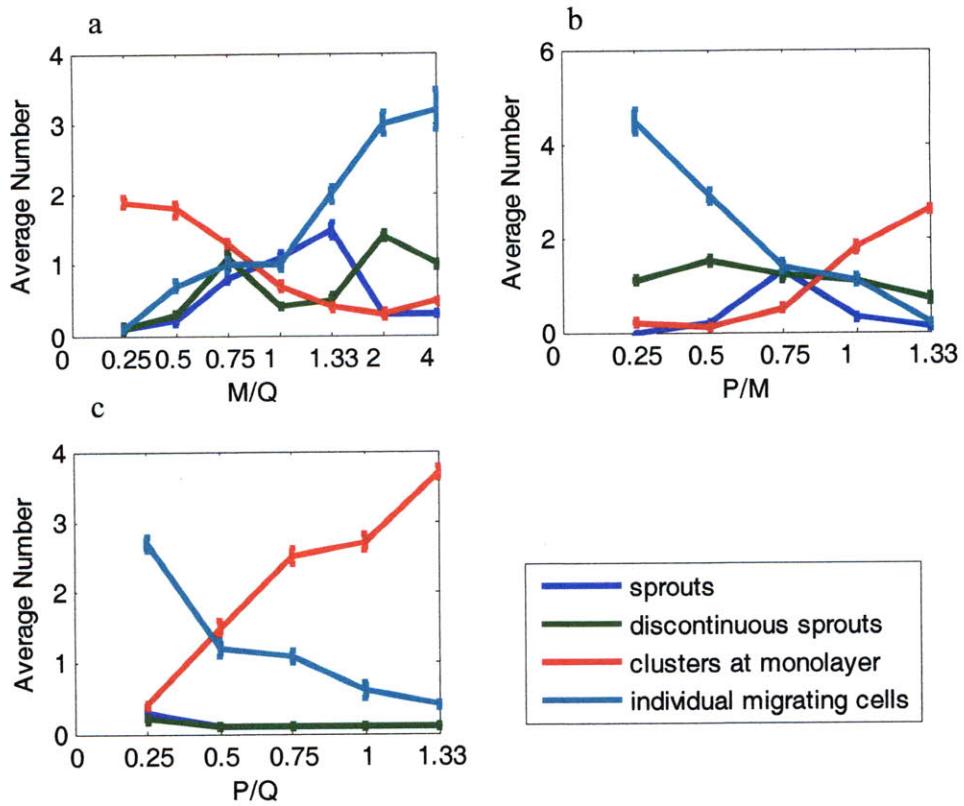 a
4
3
2
1
0
Average Number
0 0.25 0.5 0.75 1 1.33 2 4
M/Q
b
6
4
2
0
Average Number
0 0.25 0.5 0.75 1 1.33
P/M
c
4
3
2
1
0
Average Number
0 0.25 0.5 0.75 1 1.33
P/Q
sprouts
discontinuous sprouts
clusters at monolayer
individual migrating cells